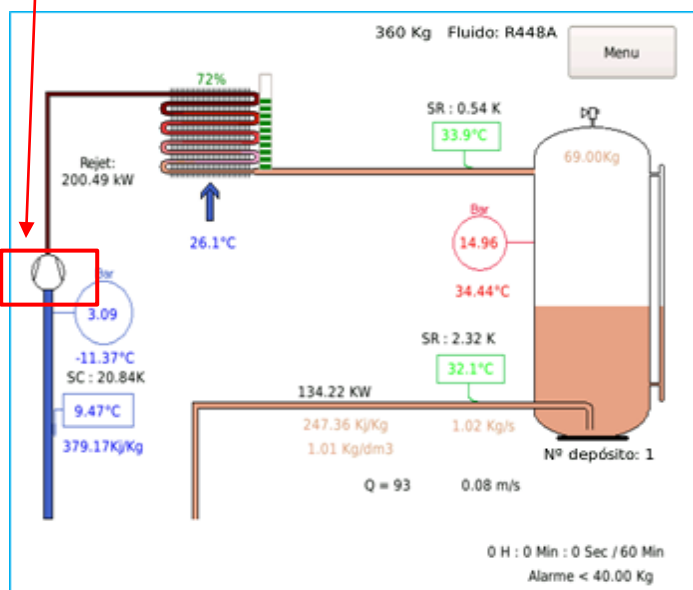 360 Kg Fluido: R448A
Menu
72%
SR : 0.54 K
33.9°C
69.00Kg
Rejet:
200.49 kW
26.1°C
Bar
14.96
34.44°C
Bar
3.09
-11.37°C
SC : 20.84K
9.47°C
379.17Kj/Kg
SR : 2.32 K
32.1°C
134.22 KW
247.36 Kj/Kg
1.02 Kg/s
1.01 Kg/dm3
Nº depósito: 1
Q = 93
0.08 m/s
0 H : 0 Min : 0 Sec / 60 Min
Alarme < 40.00 Kg